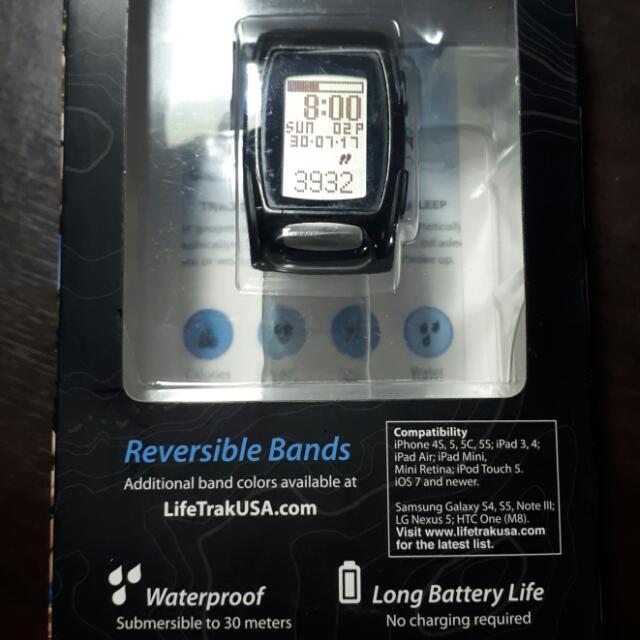 8:00
SUN 02P
30-07-17
3932
Calories
Water
Reversible Bands
Additional band colors available at
LifeTrakUSA.com
Compatibility
iPhone 4S, 5, 5C, 5S; iPad 3, 4;
iPad Air; iPad Mini,
Mini Retina; iPod Touch 5.
iOS 7 and newer.
Samsung Galaxy S4, S5, Note III;
LG Nexus 5; HTC One (M8).
Visit www.lifetrakusa.com
for the latest list.
Waterproof
Submersible to 30 meters
Long Battery Life
No charging required